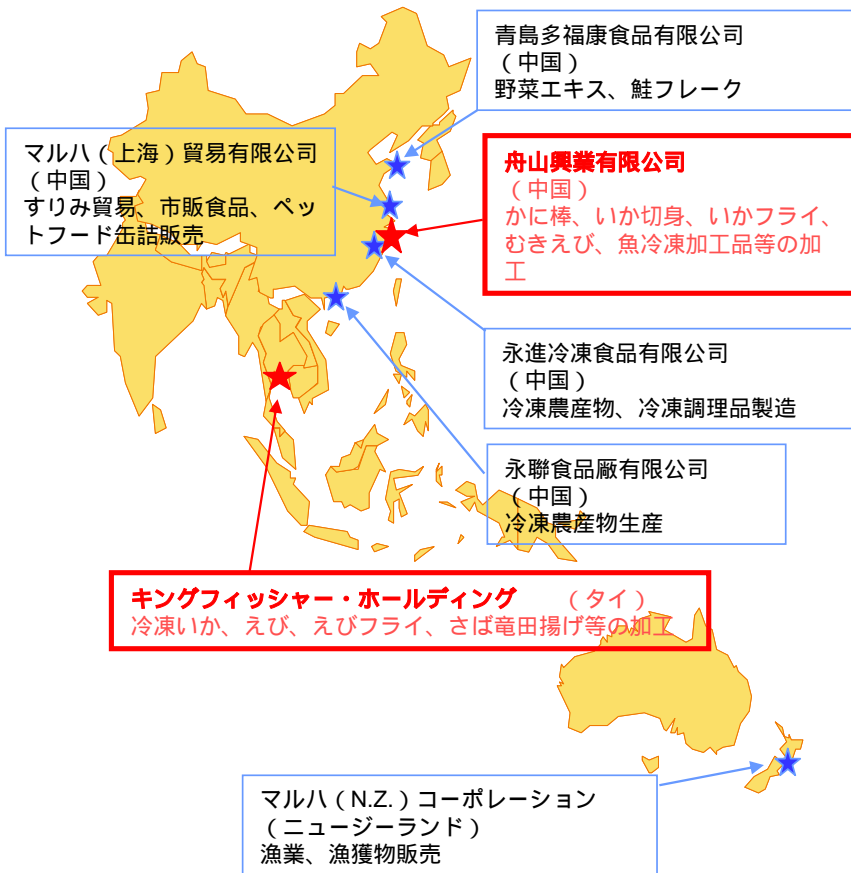 青島多福康食品有限公司
（中国）
野菜エキス、鮭フレーク
マルハ（上海）貿易有限公司
（中国）
すりみ貿易、市販食品、ペッ
トフード缶詰販売
舟山興業有限公司
（中国）
かに棒、いか切身、いかフライ、
むきえび、魚冷凍加工品等の加
工
永進冷凍食品有限公司
（中国）
冷凍農産物、冷凍調理品製造
永聯食品廠有限公司
（中国）
冷凍農産物生産
キングフィッシャー・ホールディング　（タイ）
冷凍いか、えび、えびフライ、さば竜田揚げ等の加工
マルハ（N.Z.）コーポレーション
（ニュージーランド）
漁業、漁獲物販売